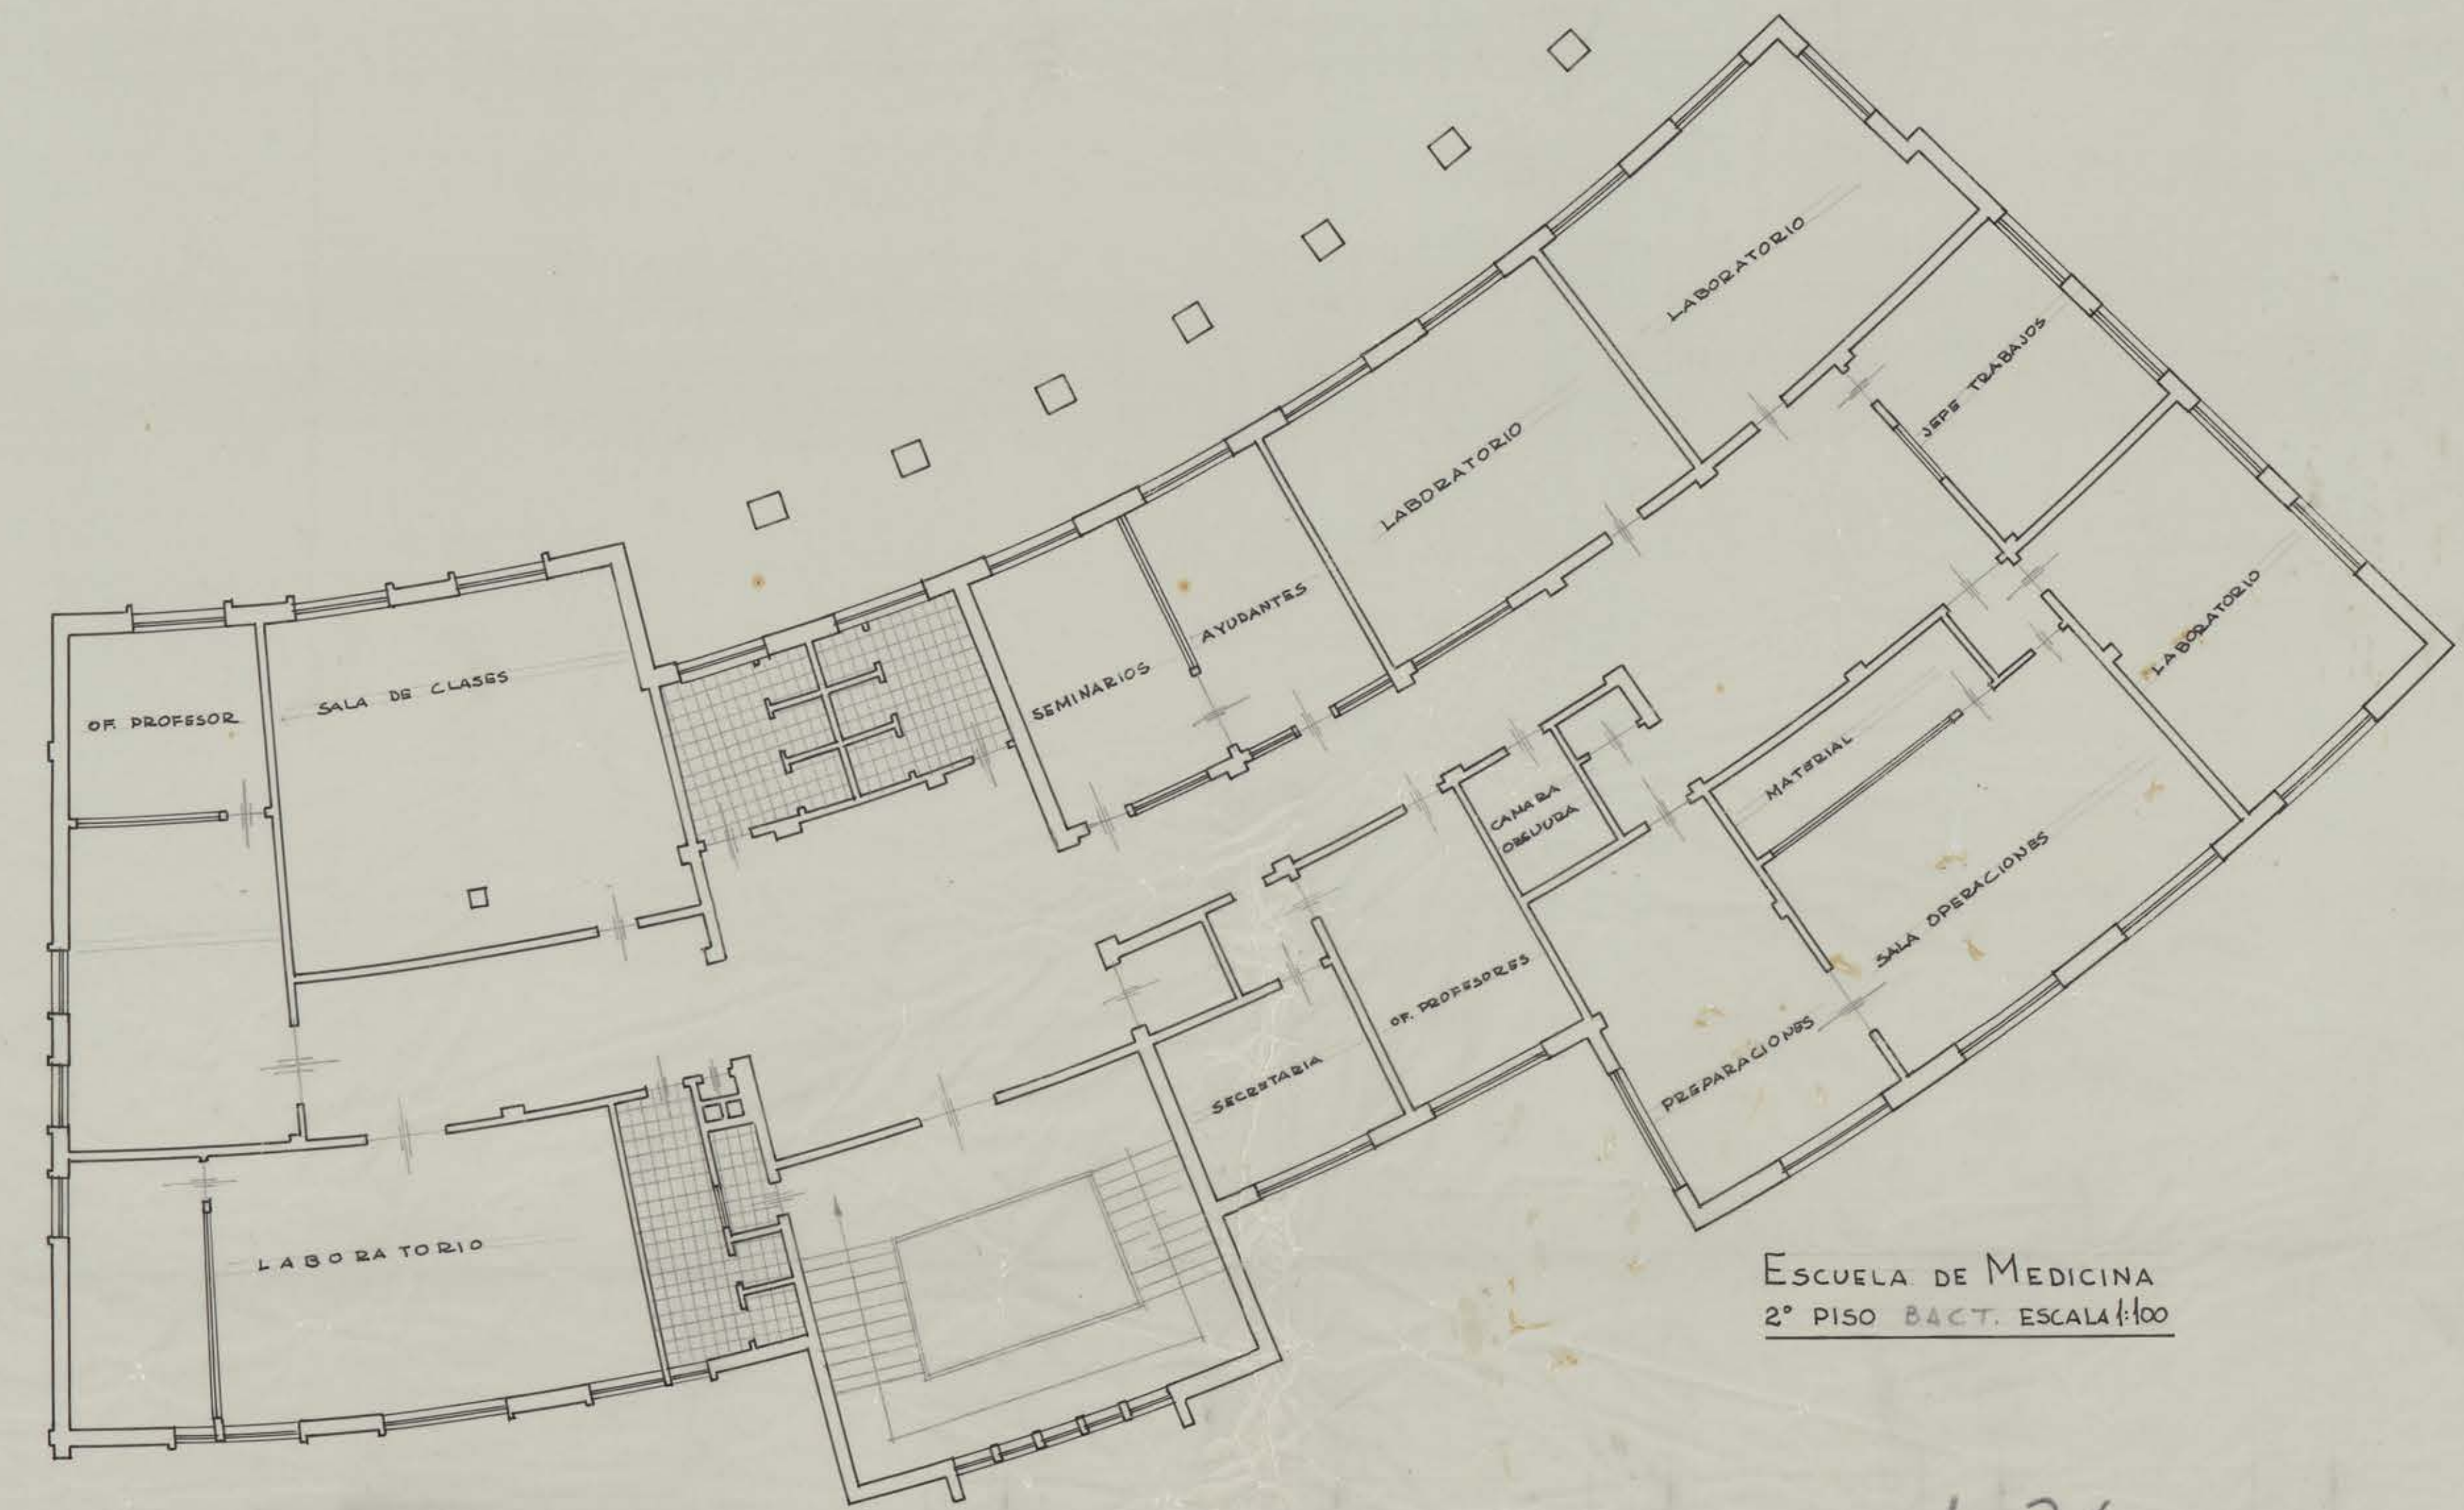 LABORATORIO
JEFE TRABAJOS
LABORATORIO
LABORATORIO
AYUDANTES
SEMINARIOS
SALA DE CLASES
OF. PROFESOR
MATERIAL
CAMARA
OBSCURA
SALA OPERACIONES
OF. PROFESORES
PREPARACIONES
SECRETARIA
LABORATORIO
ESCUELA DE MEDICINA
2° PISO BACT. ESCALA 1:100